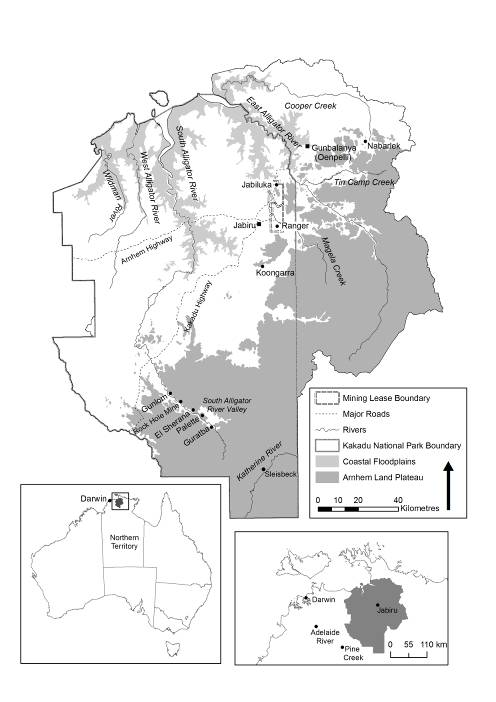 Cooper Creek
East Alligator River
Gunbalanya
(Oenpelli)
Nabarlek
South Alligator River
West Alligator River
Wildman
River
Jabiluka
Tin Camp Creek
Jabiru
Ranger
Arnhem Highway
Magela Creek
Koongarra
Kakadu Highway
Gunlom
Rock Hole Mine
El Sherana
Palette
Guratba
South Alligator
River Valley
Katherine River
Sleisbeck
Mining Lease Boundary
Major Roads
Rivers
Kakadu National Park Boundary
Coastal Floodplains
Arnhem Land Plateau
0 10 20 40
Kilometres
Darwin
Northern
Territory
Darwin
Jabiru
Adelaide
River
Pine
Creek
0 55 110 km